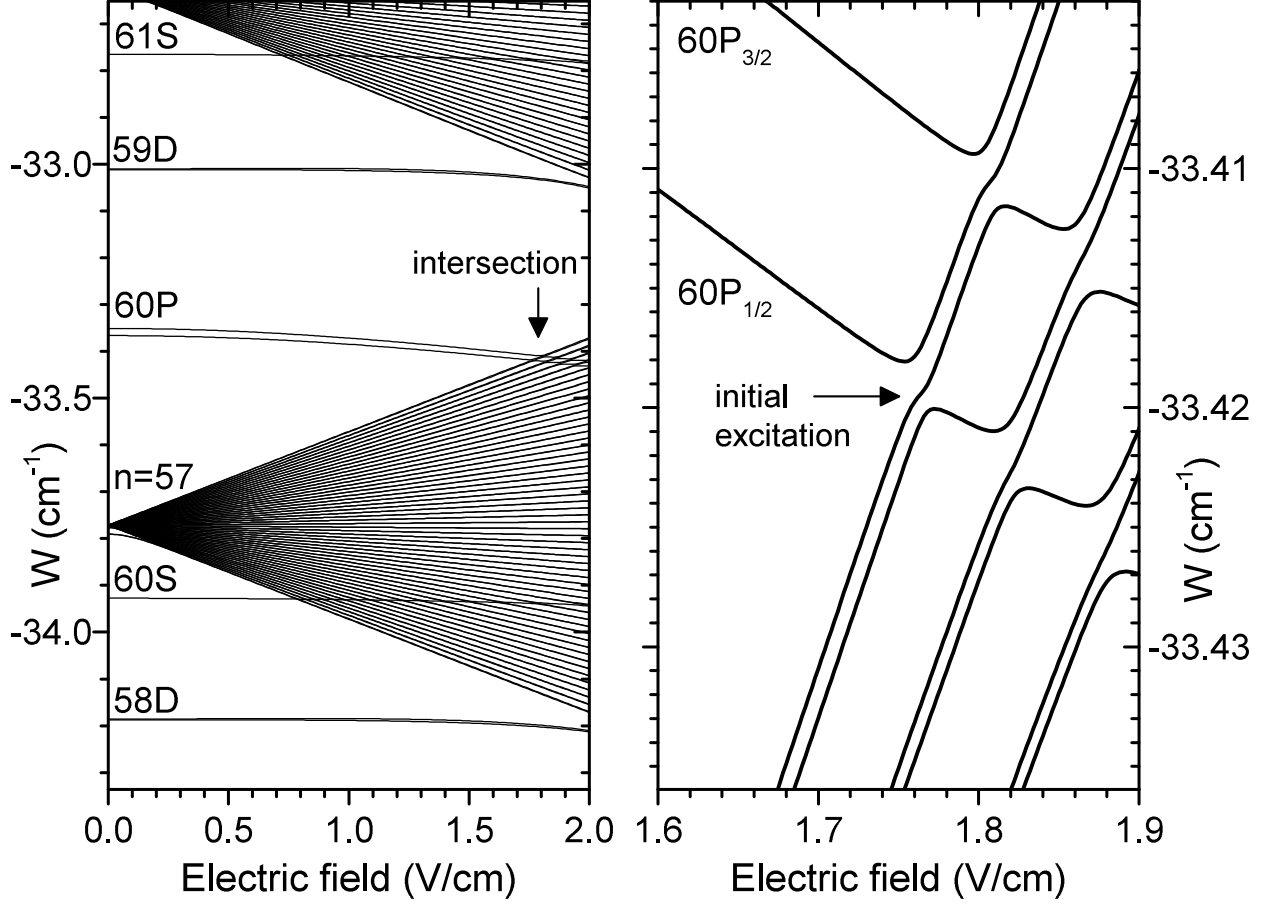 61S
59D
intersection
60P
n=57
60S
58D
-33.0
-33.5
-34.0
W (cm⁻¹)
0.0 0.5 1.0 1.5 2.0
Electric field (V/cm)
60P₃/₂
60P₁/₂
initial
excitation
-33.41
-33.42
-33.43
W (cm⁻¹)
1.6 1.7 1.8 1.9
Electric field (V/cm)